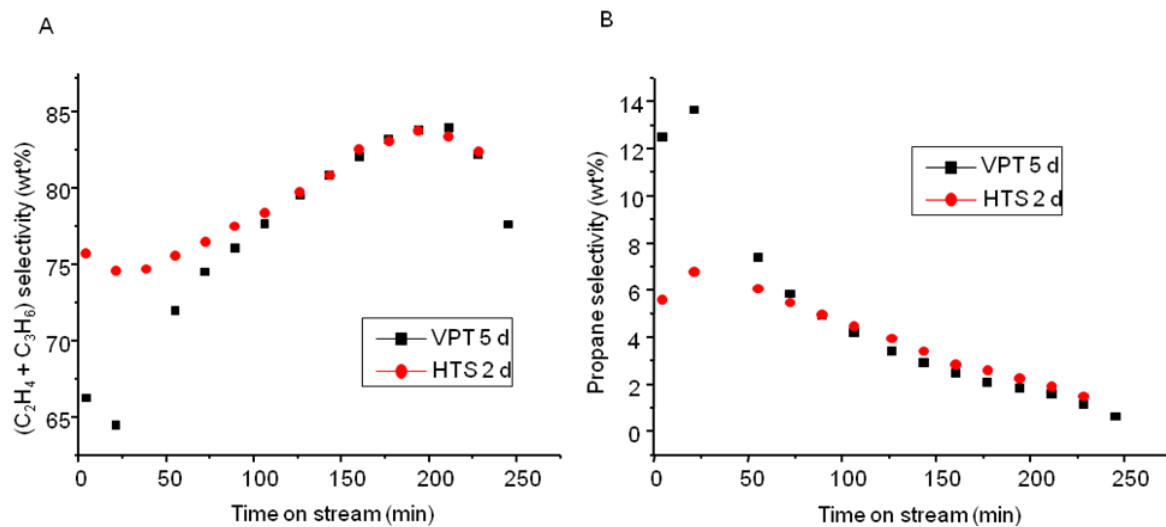 A
(C₂H₄ + C₃H₆) selectivity (wt%)
85
80
75
70
65
VPT 5 d
HTS 2 d
0
50
100
150
200
250
Time on stream (min)
B
Propane selectivity (wt%)
14
12
10
8
6
4
2
0
VPT 5 d
HTS 2 d
0
50
100
150
200
250
Time on stream (min)